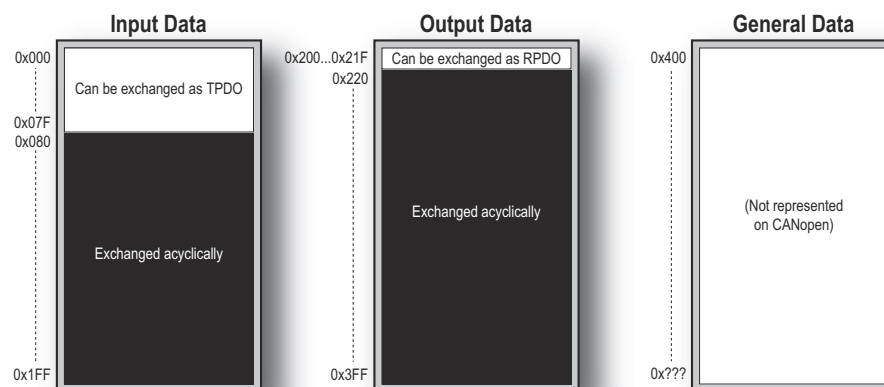 Input Data
0x000
Can be exchanged as TPDO
0x07F
0x080
Exchanged acyclically
0x1FF
Output Data
0x200...0x21F
Can be exchanged as RPDO
0x220
Exchanged acyclically
0x3FF
General Data
0x400
(Not represented
on CANopen)
0x???